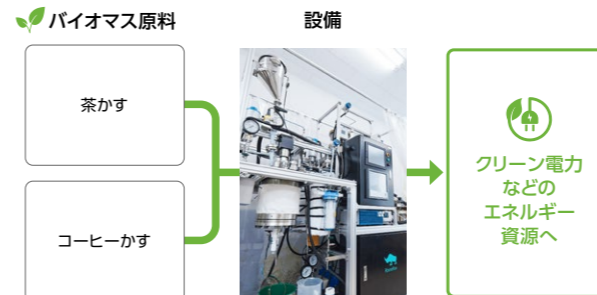 バイオマス原料
設備
茶かす
コーヒーかす
クリーン電力
などの
エネルギー
資源へ